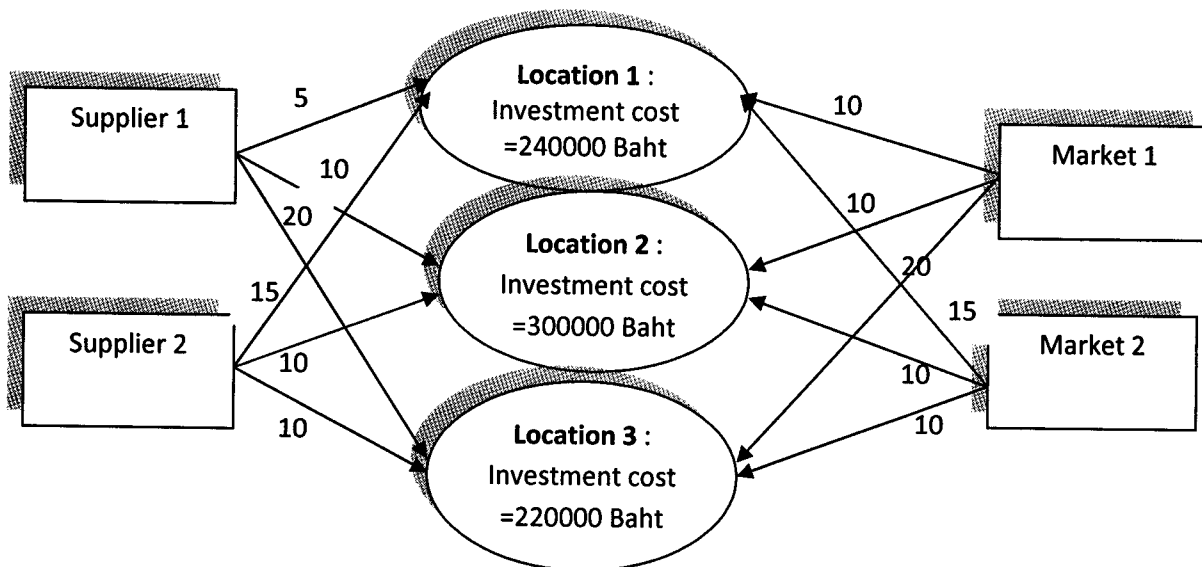 Supplier 1
Supplier 2
5
10
20
15
10
10
Location 1 :
Investment cost
=240000 Baht
Location 2 :
Investment cost
=300000 Baht
Location 3 :
Investment cost
=220000 Baht
10
10
20
15
10
10
Market 1
Market 2